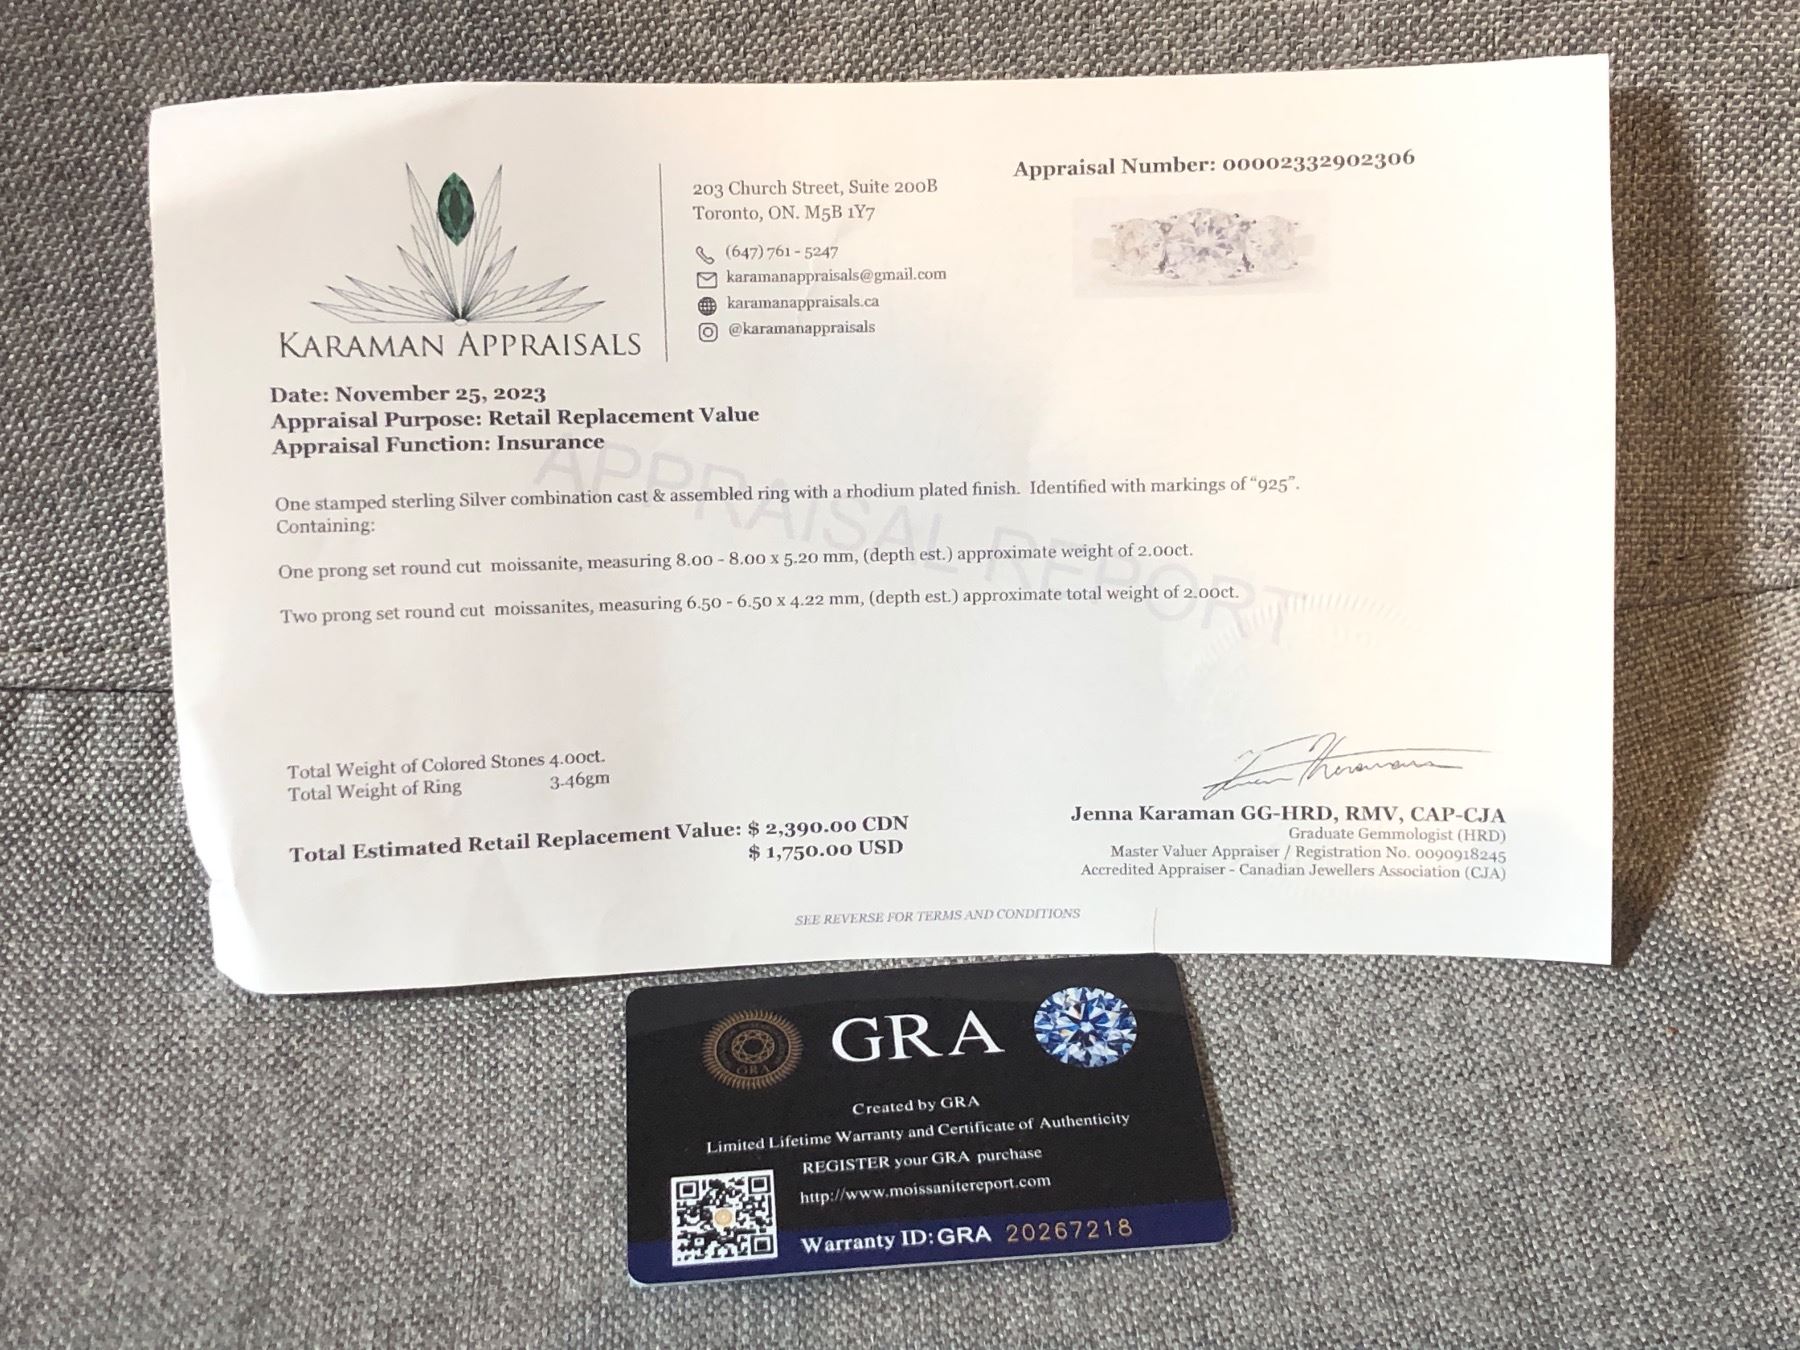 KARAMAN APPRAISALS
203 Church Street, Suite 200B
Toronto, ON. M5B 1Y7
(647) 761 - 5247
karamanappraisals@gmail.com
karamanappraisals.ca
@karamanappraisals
Appraisal Number: 00002332902306
Date: November 25, 2023
Appraisal Purpose: Retail Replacement Value
Appraisal Function: Insurance
APPRAISAL REPORT
One stamped sterling Silver combination cast & assembled ring with a rhodium plated finish. Identified with markings of "925".
Containing:
One prong set round cut moissanite, measuring 8.00 - 8.00 x 5.20 mm, (depth est.) approximate weight of 2.00ct.
Two prong set round cut moissanites, measuring 6.50 - 6.50 x 4.22 mm, (depth est.) approximate total weight of 2.00ct.
Total Weight of Colored Stones 4.00ct.
Total Weight of Ring 3.46gm
Total Estimated Retail Replacement Value: $ 2,390.00 CDN
$ 1,750.00 USD
Jenna Karaman GG-HRD, RMV, CAP-CJA
Graduate Gemmologist (HRD)
Master Valuer Appraiser / Registration No. 0090918245
Accredited Appraiser - Canadian Jewellers Association (CJA)
SEE REVERSE FOR TERMS AND CONDITIONS
GRA
GRA
Created by GRA
Limited Lifetime Warranty and Certificate of Authenticity
REGISTER your GRA purchase
http://www.moissanitereport.com
Warranty ID: GRA 20267218